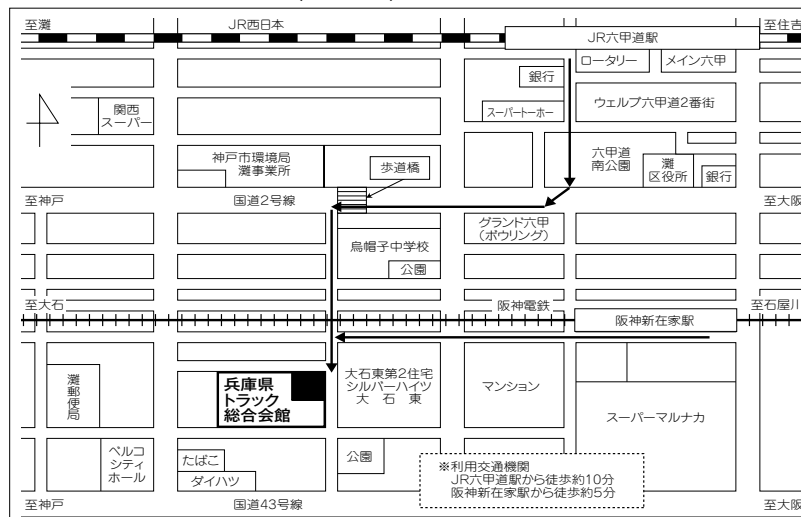 至灘
JR西日本
至住吉
JR六甲道駅
ロータリー
メイン六甲
銀行
スーパートーホー
ウェルブ六甲道2番街
関西
スーパー
神戸市環境局
灘事業所
歩道橋
六甲道
南公園
灘
区役所
銀行
至神戸
国道2号線
至大阪
グランド六甲
(ボウリング)
烏帽子中学校
公園
至大石
阪神電鉄
至石屋川
阪神新在家駅
灘郵便局
兵庫県
トラック
総合会館
大石東第2住宅
シルバーハイツ
大石東
マンション
スーパーマルナカ
ベルコ
シティ
ホール
たばこ
ダイハツ
公園
※利用交通機関
JR六甲道駅から徒歩約10分
阪神新在家駅から徒歩約5分
至神戸
国道43号線
至大阪